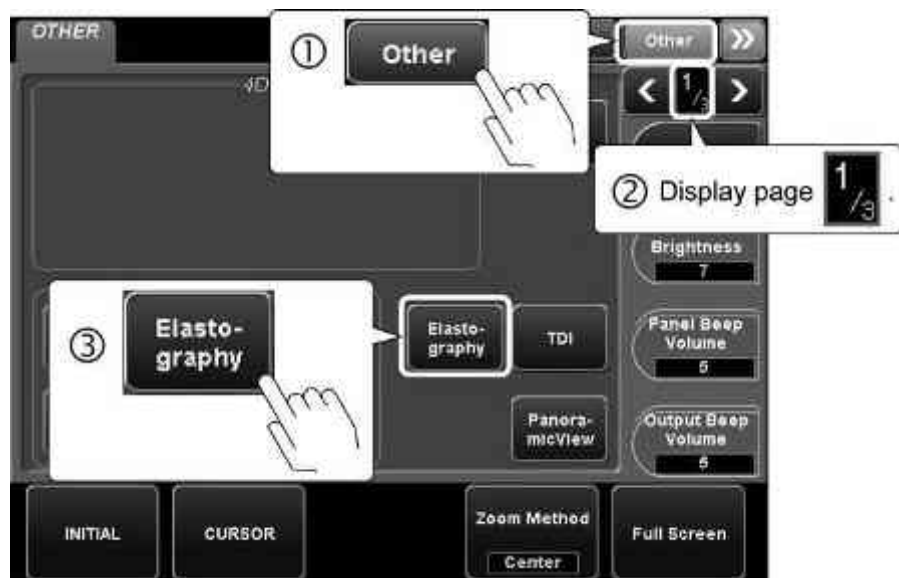 OTHER
① Other
Other »
4D
< 1/3 >
② Display page 1/3 .
Brightness
7
③ Elasto-
graphy
Elasto-
graphy
TDI
Panel Beep
Volume
5
Panora-
micView
Output Beep
Volume
5
INITIAL
CURSOR
Zoom Method
Center
Full Screen